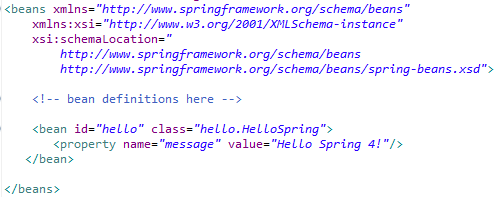 <beans xmlns="http://www.springframework.org/schema/beans"
xmlns:xsi="http://www.w3.org/2001/XMLSchema-instance"
xsi:schemaLocation="
http://www.springframework.org/schema/beans
http://www.springframework.org/schema/beans/spring-beans.xsd">
<!-- bean definitions here -->
<bean id="hello" class="hello.HelloSpring">
<property name="message" value="Hello Spring 4!"/>
</bean>
</beans>